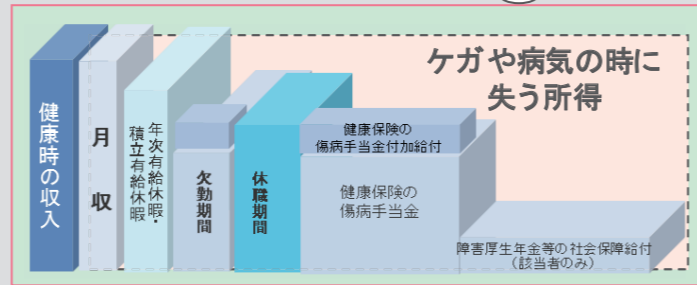 ケガや病気の時に
失う所得
健康時の収入
月収
年次有給休暇・
積立有給休暇
欠勤期間
休職期間
健康保険の
傷病手当金付加給付
健康保険の
傷病手当金
障害厚生年金等の社会保障給付
(該当者のみ)